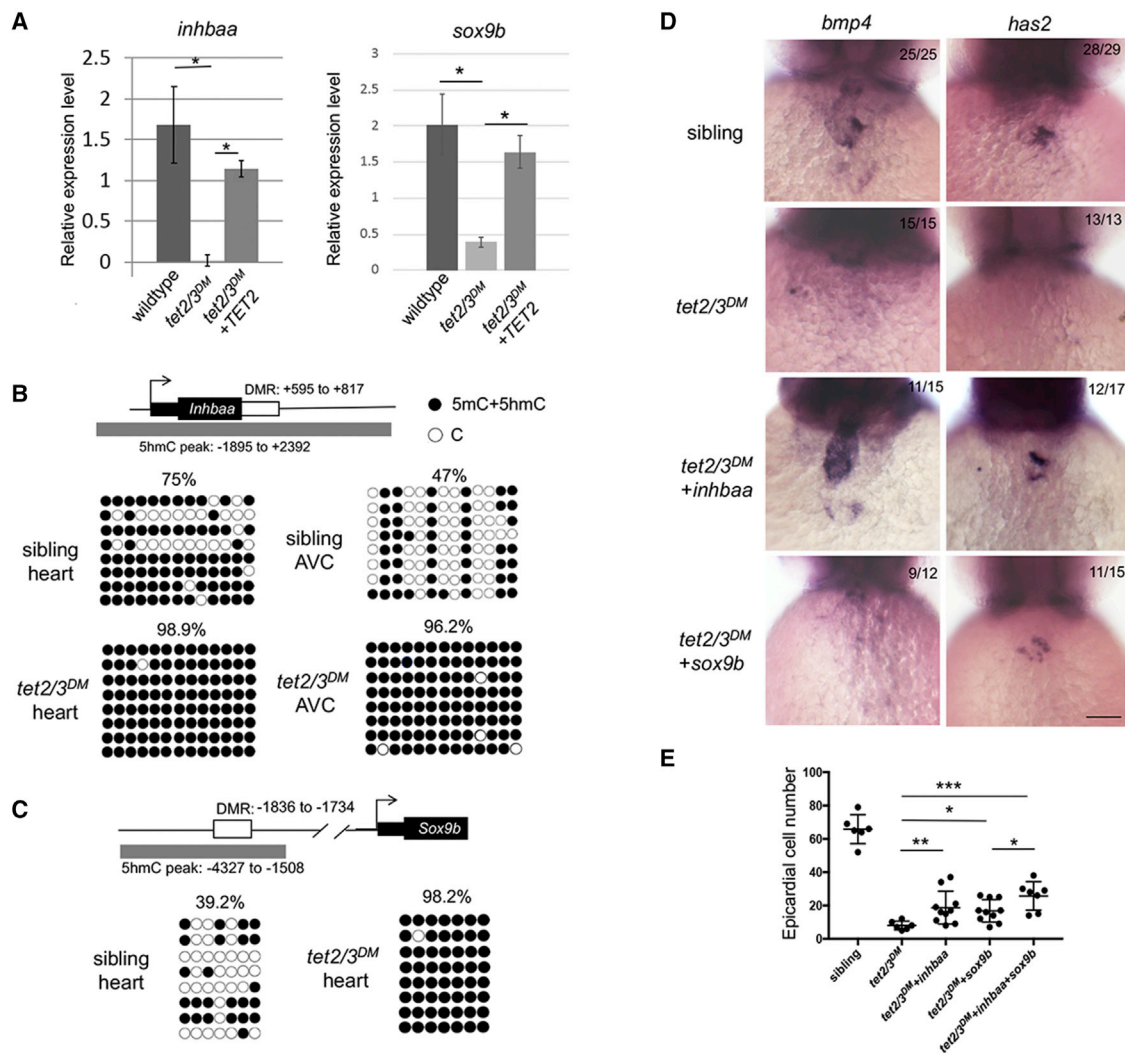 A
inhbaa
Relative expression level
2.5
2
1.5
1
0.5
0
*
*
wildtype
tet2/3DM
tet2/3DM
+TET2
sox9b
Relative expression level
3
2.5
2
1.5
1
0.5
0
*
*
wildtype
tet2/3DM
tet2/3DM
+TET2
B
DMR: +595 to +817
Inhbaa
5hmC peak: -1895 to +2392
5mC+5hmC
C
75%
sibling
heart
47%
sibling
AVC
98.9%
tet2/3DM
heart
96.2%
tet2/3DM
AVC
C
DMR: -1836 to -1734
Sox9b
5hmC peak: -4327 to -1508
39.2%
sibling
heart
98.2%
tet2/3DM
heart
D
bmp4
has2
sibling
25/25
28/29
tet2/3DM
15/15
13/13
tet2/3DM
+inhbaa
11/15
12/17
tet2/3DM
+sox9b
9/12
11/15
E
Epicardial cell number
100
80
60
40
20
0
***
*
**
*
sibling
tet2/3DM
tet2/3DM+inhbaa
tet2/3DM+sox9b
tet2/3DM+inhbaa+sox9b